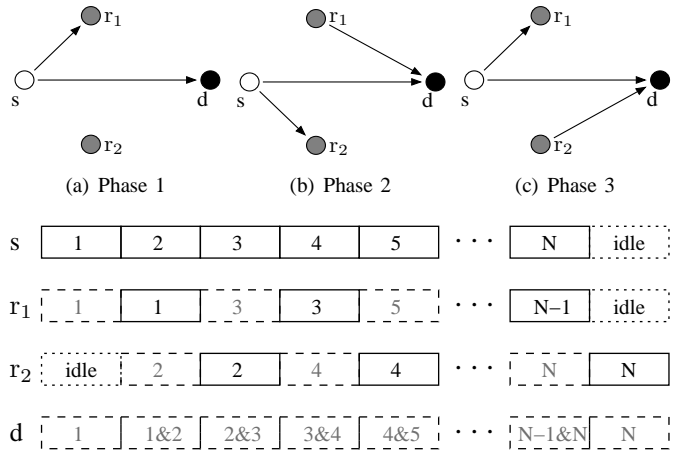 r₁ r₁ r₁
s d s d s d
r₂ r₂ r₂
(a) Phase 1 (b) Phase 2 (c) Phase 3
s 1 2 3 4 5 · · · N idle
r₁ 1 1 3 3 5 · · · N−1 idle
r₂ idle 2 2 4 4 · · · N N
d 1 1&2 2&3 3&4 4&5 · · · N−1&N N